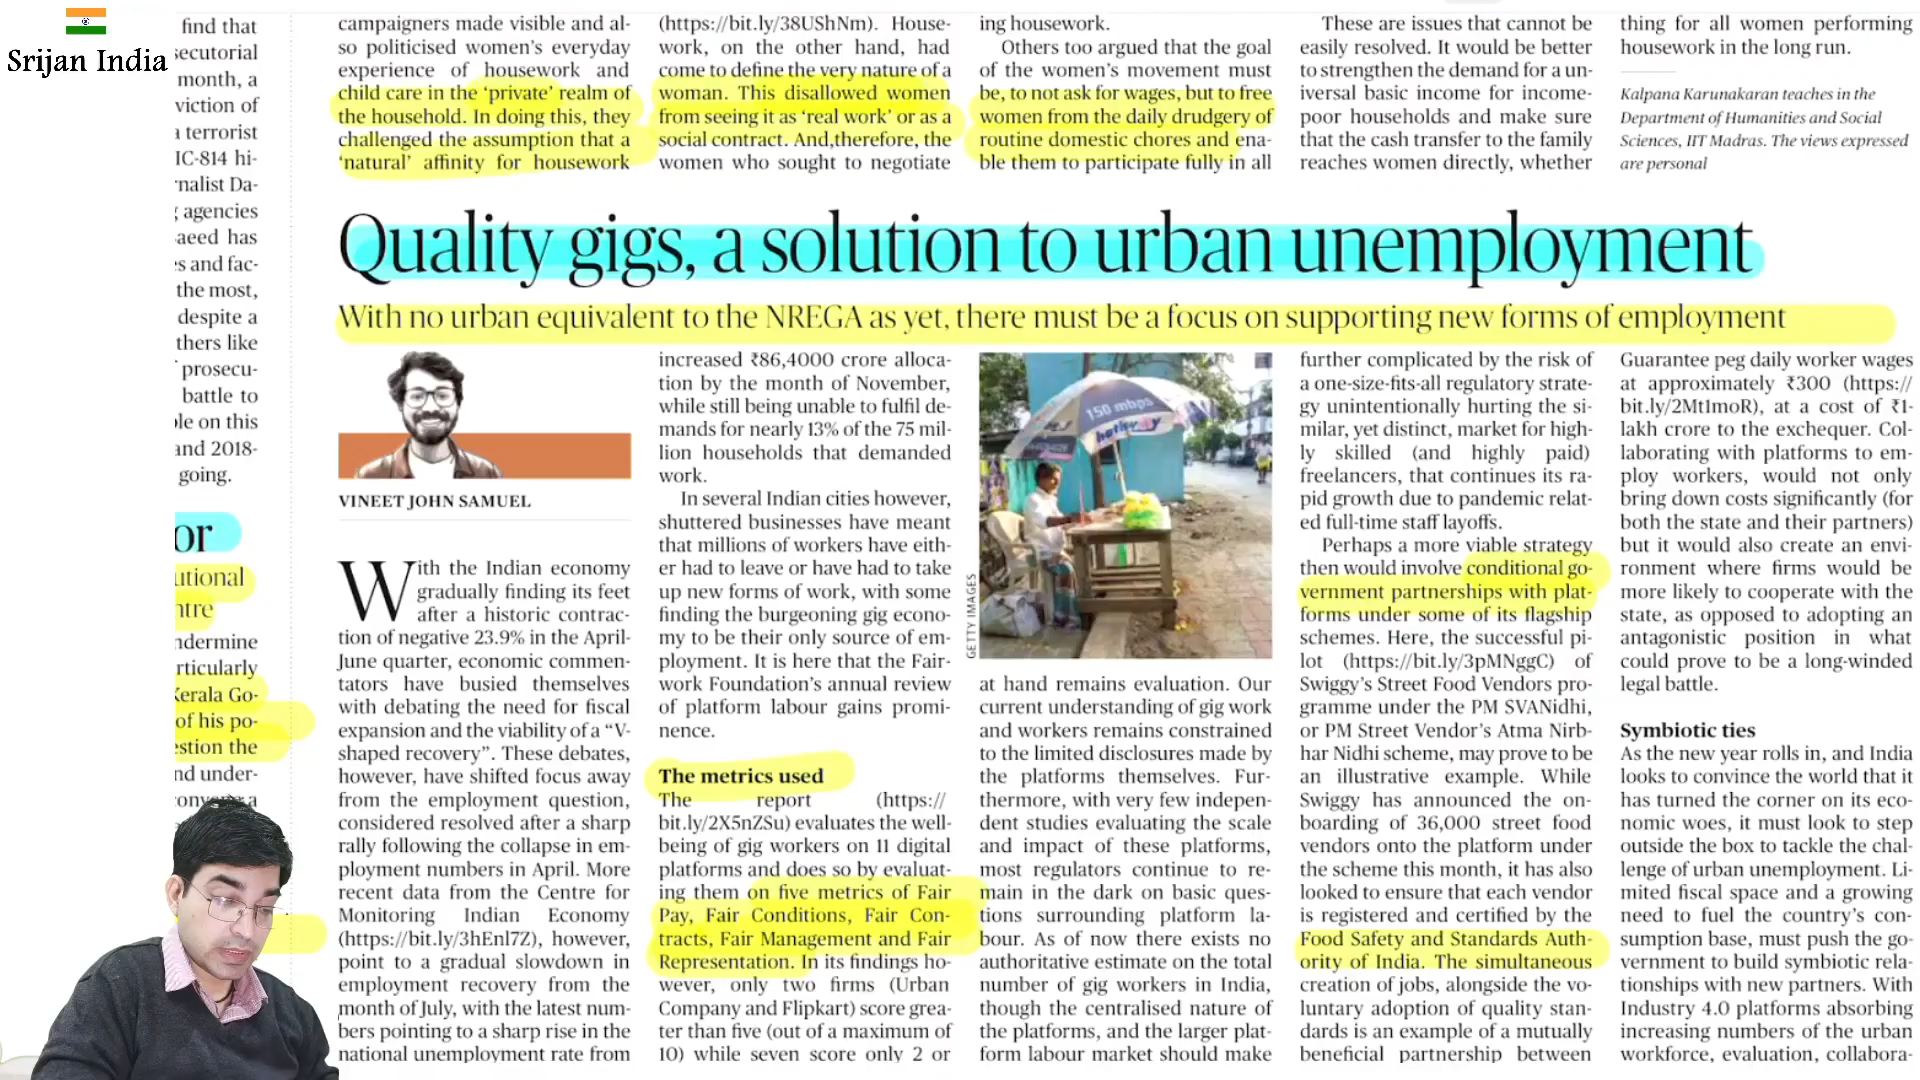 Srijan India
find that
secutorial
month, a
viction of
a terrorist
IC-814 hi-
rnalist Da-
g agencies
aeed has
es and fac-
the most,
despite a
thers like
prosecu-
battle to
ble on this
and 2018-
going.
or
utional
ntre
ndermine
rticularly
Kerala Go-
of his po-
estion the
nd under-
conve
campaigners made visible and al-
so politicised women’s everyday
experience of housework and
child care in the ‘private’ realm of
the household. In doing this, they
challenged the assumption that a
‘natural’ affinity for housework
(https://bit.ly/38UShNm). House-
work, on the other hand, had
come to define the very nature of a
woman. This disallowed women
from seeing it as ‘real work’ or as a
social contract. And,therefore, the
women who sought to negotiate
ing housework.
Others too argued that the goal
of the women’s movement must
be, to not ask for wages, but to free
women from the daily drudgery of
routine domestic chores and ena-
ble them to participate fully in all
These are issues that cannot be
easily resolved. It would be better
to strengthen the demand for a un-
iversal basic income for income-
poor households and make sure
that the cash transfer to the family
reaches women directly, whether
thing for all women performing
housework in the long run.
Kalpana Karunakaran teaches in the
Department of Humanities and Social
Sciences, IIT Madras. The views expressed
are personal
Quality gigs, a solution to urban unemployment
With no urban equivalent to the NREGA as yet, there must be a focus on supporting new forms of employment
VINEET JOHN SAMUEL
With the Indian economy
gradually finding its feet
after a historic contrac-
tion of negative 23.9% in the April-
June quarter, economic commen-
tators have busied themselves
with debating the need for fiscal
expansion and the viability of a “V-
shaped recovery”. These debates,
however, have shifted focus away
from the employment question,
considered resolved after a sharp
rally following the collapse in em-
ployment numbers in April. More
recent data from the Centre for
Monitoring Indian Economy
(https://bit.ly/3hEnl7Z), however,
point to a gradual slowdown in
employment recovery from the
month of July, with the latest num-
bers pointing to a sharp rise in the
national unemployment rate from
increased ₹86,4000 crore alloca-
tion by the month of November,
while still being unable to fulfil de-
mands for nearly 13% of the 75 mil-
lion households that demanded
work.
In several Indian cities however,
shuttered businesses have meant
that millions of workers have eith-
er had to leave or have had to take
up new forms of work, with some
finding the burgeoning gig econo-
my to be their only source of em-
ployment. It is here that the Fair-
work Foundation’s annual review
of platform labour gains promi-
nence.
The metrics used
The report (https://
bit.ly/2X5nZSu) evaluates the well-
being of gig workers on 11 digital
platforms and does so by evaluat-
ing them on five metrics of Fair
Pay, Fair Conditions, Fair Con-
tracts, Fair Management and Fair
Representation. In its findings ho-
wever, only two firms (Urban
Company and Flipkart) score grea-
ter than five (out of a maximum of
10) while seven score only 2 or
150 mbps
hathway
GETTY IMAGES
at hand remains evaluation. Our
current understanding of gig work
and workers remains constrained
to the limited disclosures made by
the platforms themselves. Fur-
thermore, with very few indepen-
dent studies evaluating the scale
and impact of these platforms,
most regulators continue to re-
main in the dark on basic ques-
tions surrounding platform la-
bour. As of now there exists no
authoritative estimate on the total
number of gig workers in India,
though the centralised nature of
the platforms, and the larger plat-
form labour market should make
further complicated by the risk of
a one-size-fits-all regulatory strate-
gy unintentionally hurting the si-
milar, yet distinct, market for high-
ly skilled (and highly paid)
freelancers, that continues its ra-
pid growth due to pandemic relat-
ed full-time staff layoffs.
Perhaps a more viable strategy
then would involve conditional go-
vernment partnerships with plat-
forms under some of its flagship
schemes. Here, the successful pi-
lot (https://bit.ly/3pMNggC) of
Swiggy’s Street Food Vendors pro-
gramme under the PM SVANidhi,
or PM Street Vendor’s Atma Nirb-
har Nidhi scheme, may prove to be
an illustrative example. While
Swiggy has announced the on-
boarding of 36,000 street food
vendors onto the platform under
the scheme this month, it has also
looked to ensure that each vendor
is registered and certified by the
Food Safety and Standards Auth-
ority of India. The simultaneous
creation of jobs, alongside the vo-
luntary adoption of quality stan-
dards is an example of a mutually
beneficial partnership between
Guarantee peg daily worker wages
at approximately ₹300 (https://
bit.ly/2Mt1moR), at a cost of ₹1-
lakh crore to the exchequer. Col-
laborating with platforms to em-
ploy workers, would not only
bring down costs significantly (for
both the state and their partners)
but it would also create an envi-
ronment where firms would be
more likely to cooperate with the
state, as opposed to adopting an
antagonistic position in what
could prove to be a long-winded
legal battle.
Symbiotic ties
As the new year rolls in, and India
looks to convince the world that it
has turned the corner on its eco-
nomic woes, it must look to step
outside the box to tackle the chal-
lenge of urban unemployment. Li-
mited fiscal space and a growing
need to fuel the country’s con-
sumption base, must push the go-
vernment to build symbiotic rela-
tionships with new partners. With
Industry 4.0 platforms absorbing
increasing numbers of the urban
workforce, evaluation, collabora-